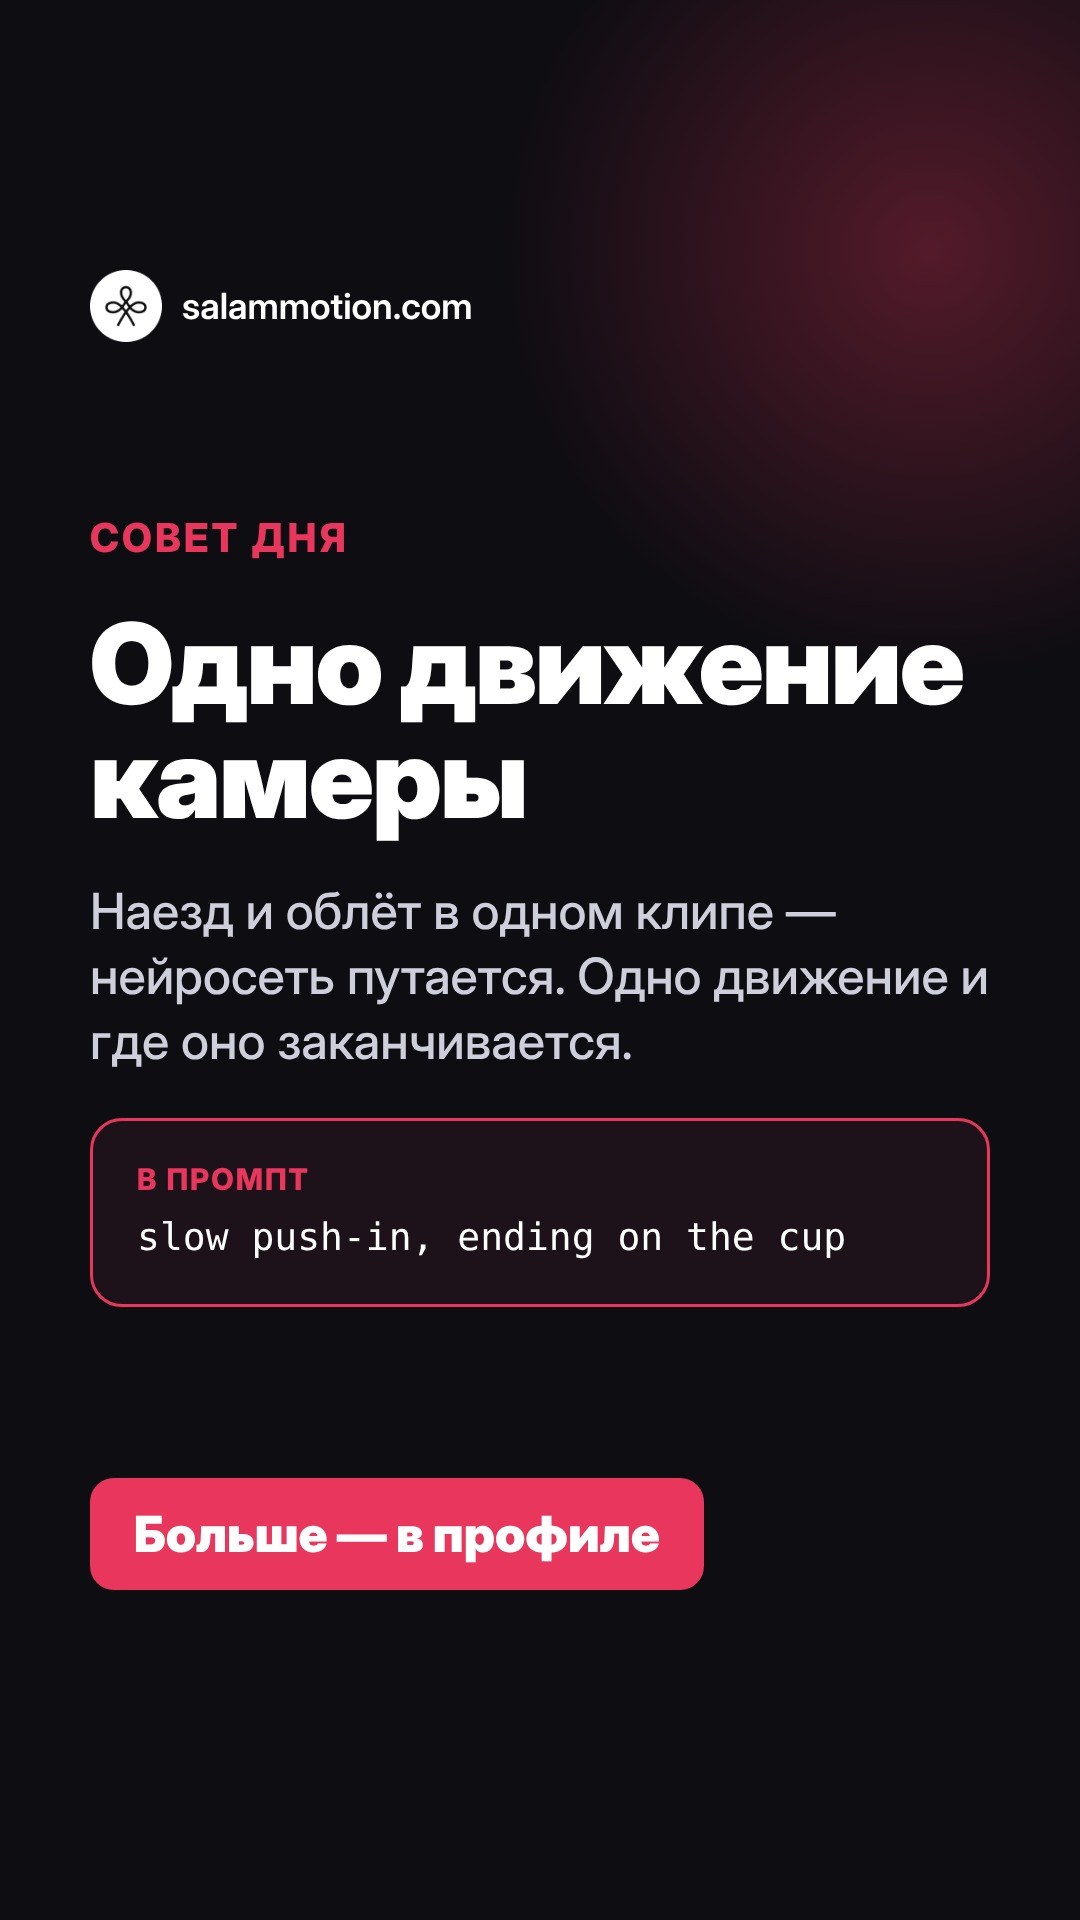 salammotion.com
СОВЕТ ДНЯ
Одно движение
камеры
Наезд и облёт в одном клипе —
нейросеть путается. Одно движение и
где оно заканчивается.
В ПРОМПТ
slow push-in, ending on the cup
Больше — в профиле